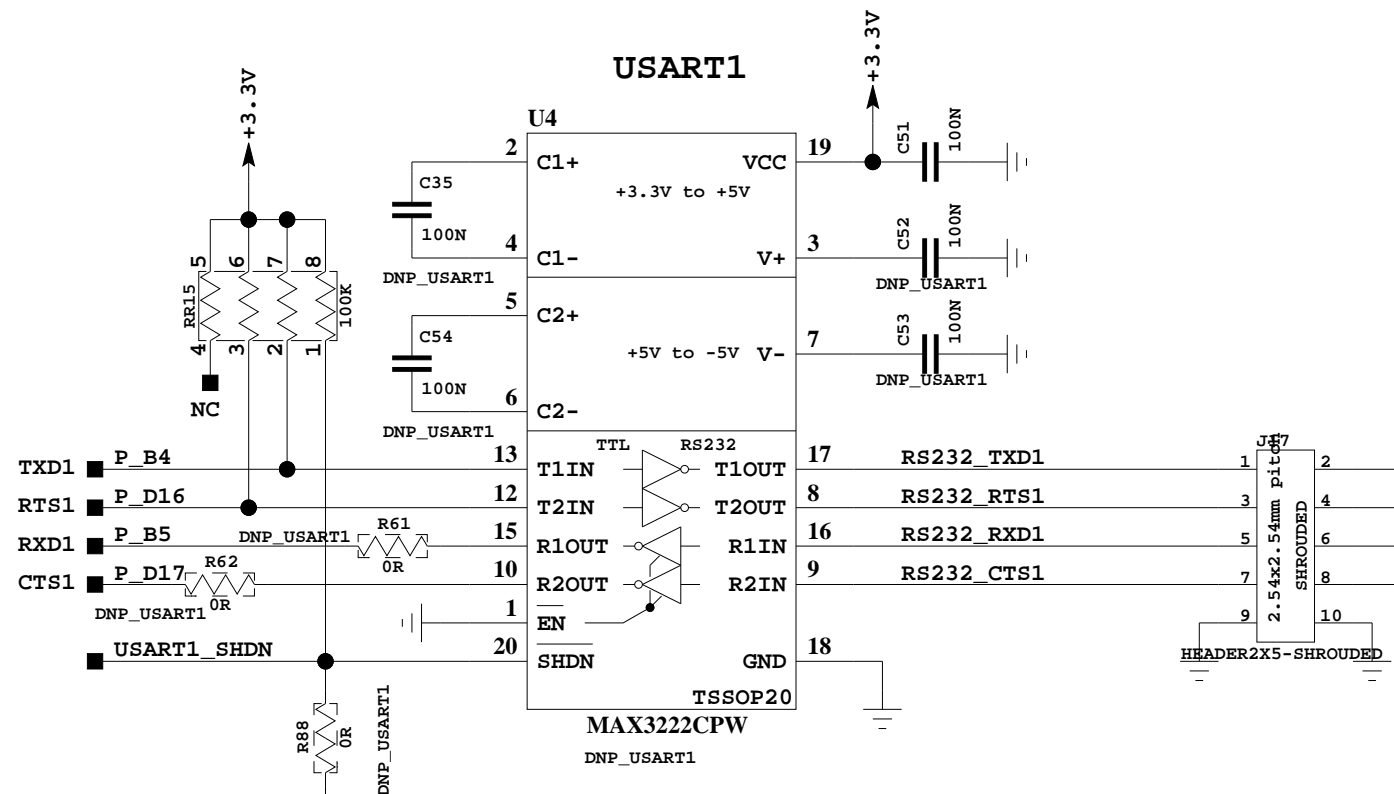 USART1
+3.3V
+3.3V
U4
2 C1+
VCC 19
C51
100N
+3.3V to +5V
C35
100N
4 C1-
V+ 3
C52
100N
DNP_USART1
DNP_USART1
5 6 7 8
RR15
100K
4 3 2 1
NC
5 C2+
C54
100N
+5V to -5V V- 7
C53
100N
DNP_USART1
6 C2-
DNP_USART1
TTL RS232
TXD1 P_B4 13 T1IN T1OUT 17 RS232_TXD1
RTS1 P_D16 12 T2IN T2OUT 8 RS232_RTS1
RXD1 P_B5 DNP_USART1 R61 0R 15 R1OUT R1IN 16 RS232_RXD1
CTS1 P_D17 R62 0R 10 R2OUT R2IN 9 RS232_CTS1
DNP_USART1
1 EN
USART1_SHDN 20 SHDN GND 18
TSSOP20
MAX3222CPW
DNP_USART1
R88
0R
DNP_USART1
J17
1 2
3 4
5 6
7 8
9 10
2.54x2.54mm pitch
SHROUDED
HEADER2X5-SHROUDED